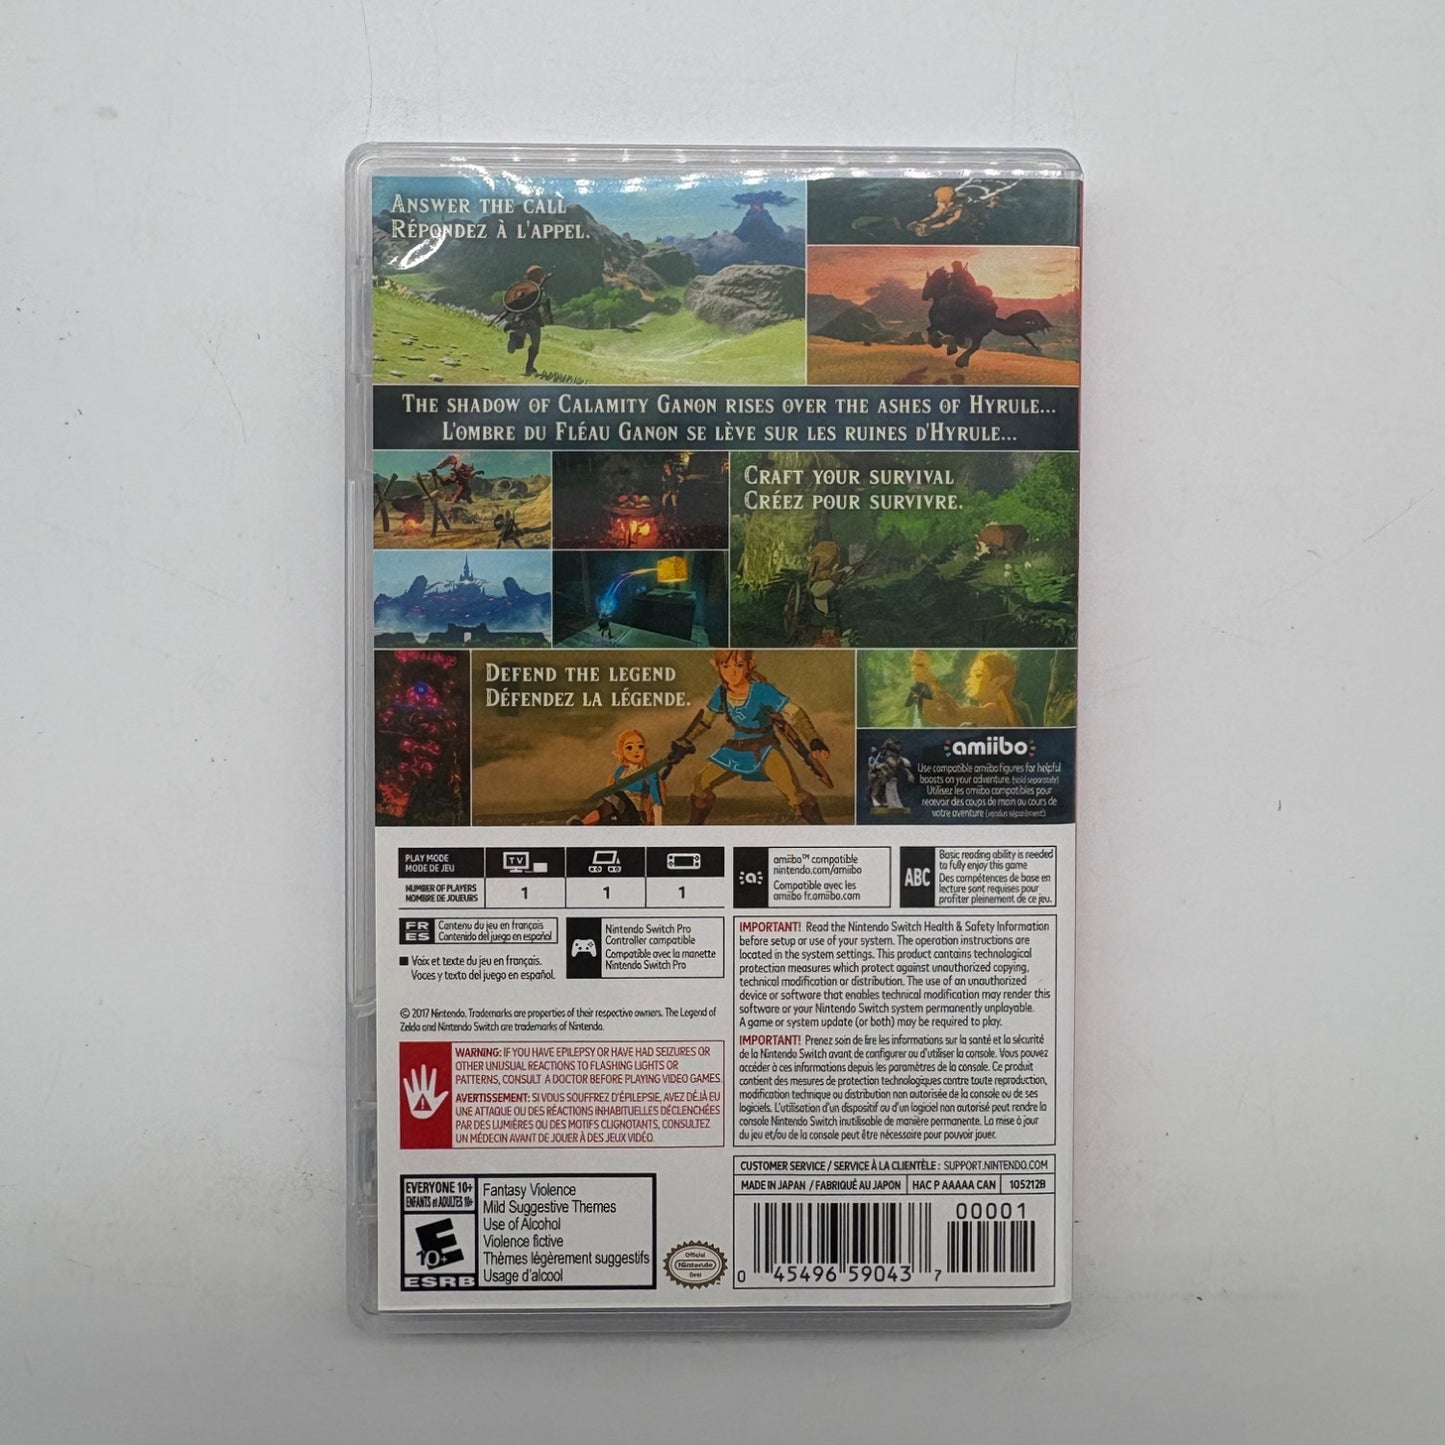 ANSWER THE CALL
RÉPONDEZ À L'APPEL.
THE SHADOW OF CALAMITY GANON RISES OVER THE ASHES OF HYRULE...
L'OMBRE DU FLÉAU GANON SE LÈVE SUR LES RUINES D'HYRULE...
CRAFT YOUR SURVIVAL
CRÉEZ POUR SURVIVRE.
DEFEND THE LEGEND
DÉFENDEZ LA LÉGENDE.
amiibo
Use compatible amiibo figures for helpful
boosts on your adventure. (sold separately)
Utilisez les amiibo compatibles pour
recevoir des coups de main au cours de
votre aventure (vendus séparément).
PLAY MODE
MODE DE JEU
TV
NUMBER OF PLAYERS
NOMBRE DE JOUEURS
1 1 1
amiibo™ compatible
nintendo.com/amiibo
Compatible avec les
amiibo fr.amiibo.com
ABC
Basic reading ability is needed
to fully enjoy this game
Des compétences de base en
lecture sont requises pour
profiter pleinement de ce jeu.
FR
ES
Contenu du jeu en français
Contenido del juego en español
Voix et texte du jeu en français.
Voces y texto del juego en español.
Nintendo Switch Pro
Controller compatible
Compatible avec la manette
Nintendo Switch Pro
© 2017 Nintendo. Trademarks are properties of their respective owners. The Legend of
Zelda and Nintendo Switch are trademarks of Nintendo.
WARNING: IF YOU HAVE EPILEPSY OR HAVE HAD SEIZURES OR
OTHER UNUSUAL REACTIONS TO FLASHING LIGHTS OR
PATTERNS, CONSULT A DOCTOR BEFORE PLAYING VIDEO GAMES.
AVERTISSEMENT: SI VOUS SOUFFREZ D'ÉPILEPSIE, AVEZ DÉJÀ EU
UNE ATTAQUE OU DES RÉACTIONS INHABITUELLES DÉCLENCHÉES
PAR DES LUMIÈRES OU DES MOTIFS CLIGNOTANTS, CONSULTEZ
UN MÉDECIN AVANT DE JOUER À DES JEUX VIDÉO.
IMPORTANT! Read the Nintendo Switch Health & Safety Information
before setup or use of your system. The operation instructions are
located in the system settings. This product contains technological
protection measures which protect against unauthorized copying,
technical modification or distribution. The use of an unauthorized
device or software that enables technical modification may render this
software or your Nintendo Switch system permanently unplayable.
A game or system update (or both) may be required to play.
IMPORTANT! Prenez soin de lire les informations sur la santé et la sécurité
de la Nintendo Switch avant de configurer ou d'utiliser la console. Vous pouvez
accéder à ces informations depuis les paramètres de la console. Ce produit
contient des mesures de protection technologiques contre toute reproduction,
modification technique ou distribution non autorisée de la console ou de ses
logiciels. L'utilisation d'un dispositif ou d'un logiciel non autorisé peut rendre la
console Nintendo Switch inutilisable de manière permanente. La mise à jour
du jeu et/ou de la console peut être nécessaire pour pouvoir jouer.
CUSTOMER SERVICE / SERVICE À LA CLIENTÈLE : SUPPORT.NINTENDO.COM
MADE IN JAPAN / FABRIQUÉ AU JAPON HAC P AAAAA CAN 105212B
00001
0 45496 59043 7
EVERYONE 10+
ENFANTS et ADULTES 10+
E
10+
ESRB
Fantasy Violence
Mild Suggestive Themes
Use of Alcohol
Violence fictive
Thèmes légèrement suggestifs
Usage d'alcool
Official
Nintendo
Seal